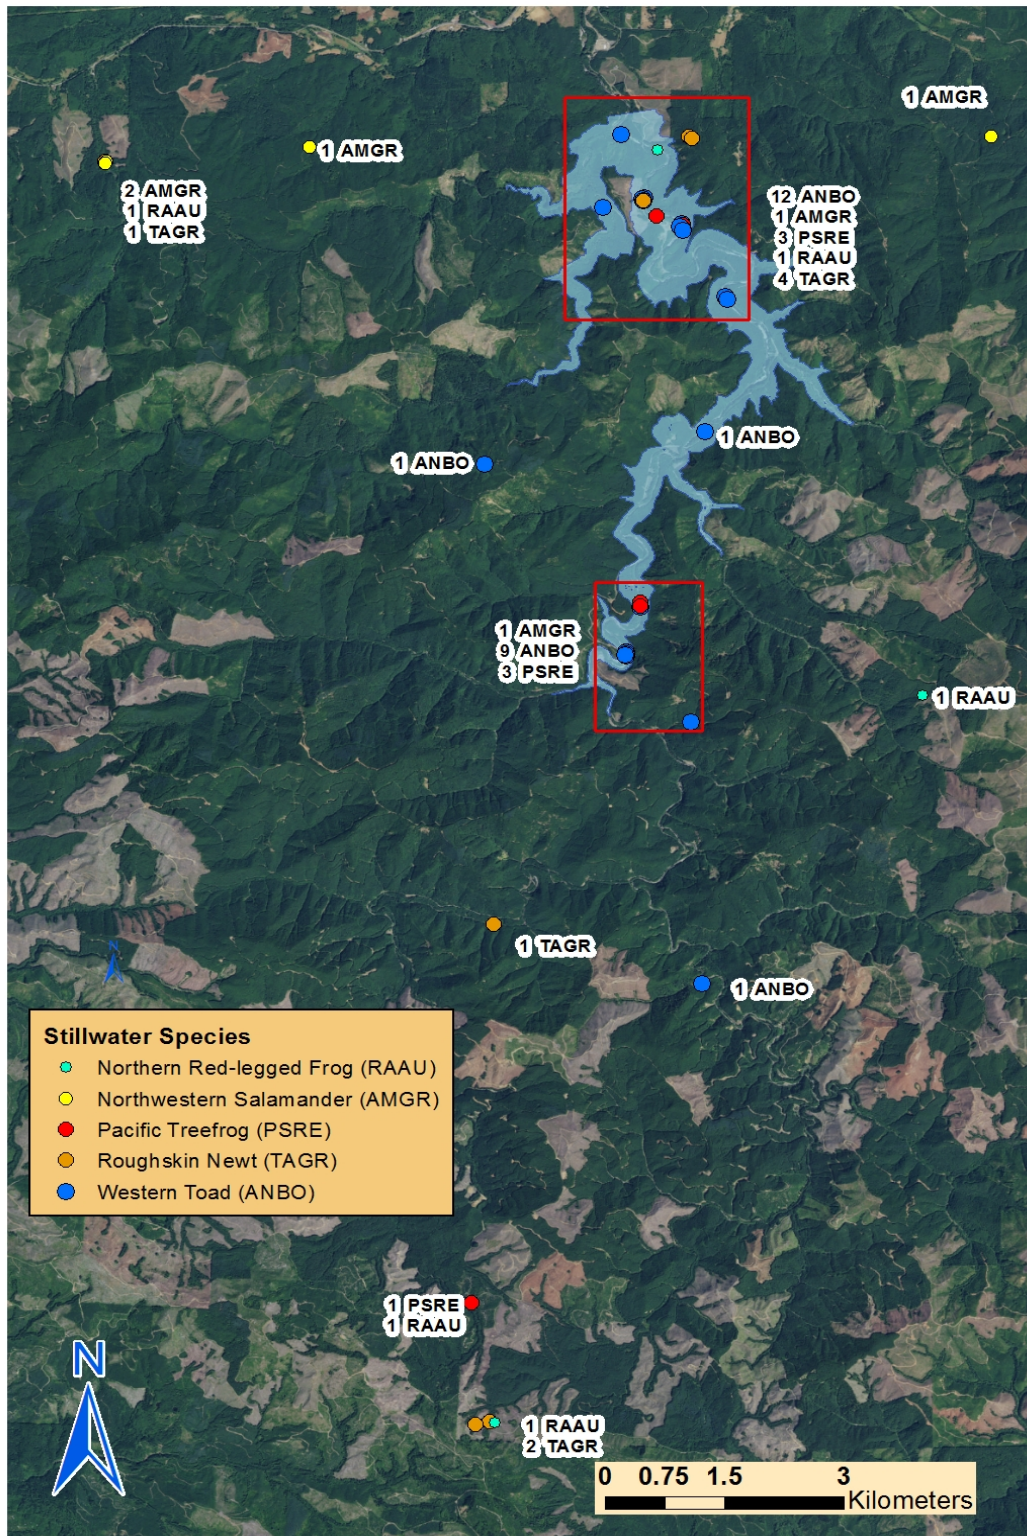 1 AMGR
1 AMGR
2 AMGR
1 RAAU
1 TAGR
12 ANBO
1 AMGR
3 PSRE
1 RAAU
4 TAGR
1 ANBO
1 ANBO
1 AMGR
9 ANBO
3 PSRE
1 RAAU
1 TAGR
N
1 ANBO
Stillwater Species
Northern Red-legged Frog (RAAU)
Northwestern Salamander (AMGR)
Pacific Treefrog (PSRE)
Roughskin Newt (TAGR)
Western Toad (ANBO)
1 PSRE
1 RAAU
N
1 RAAU
2 TAGR
0 0.75 1.5 3
Kilometers